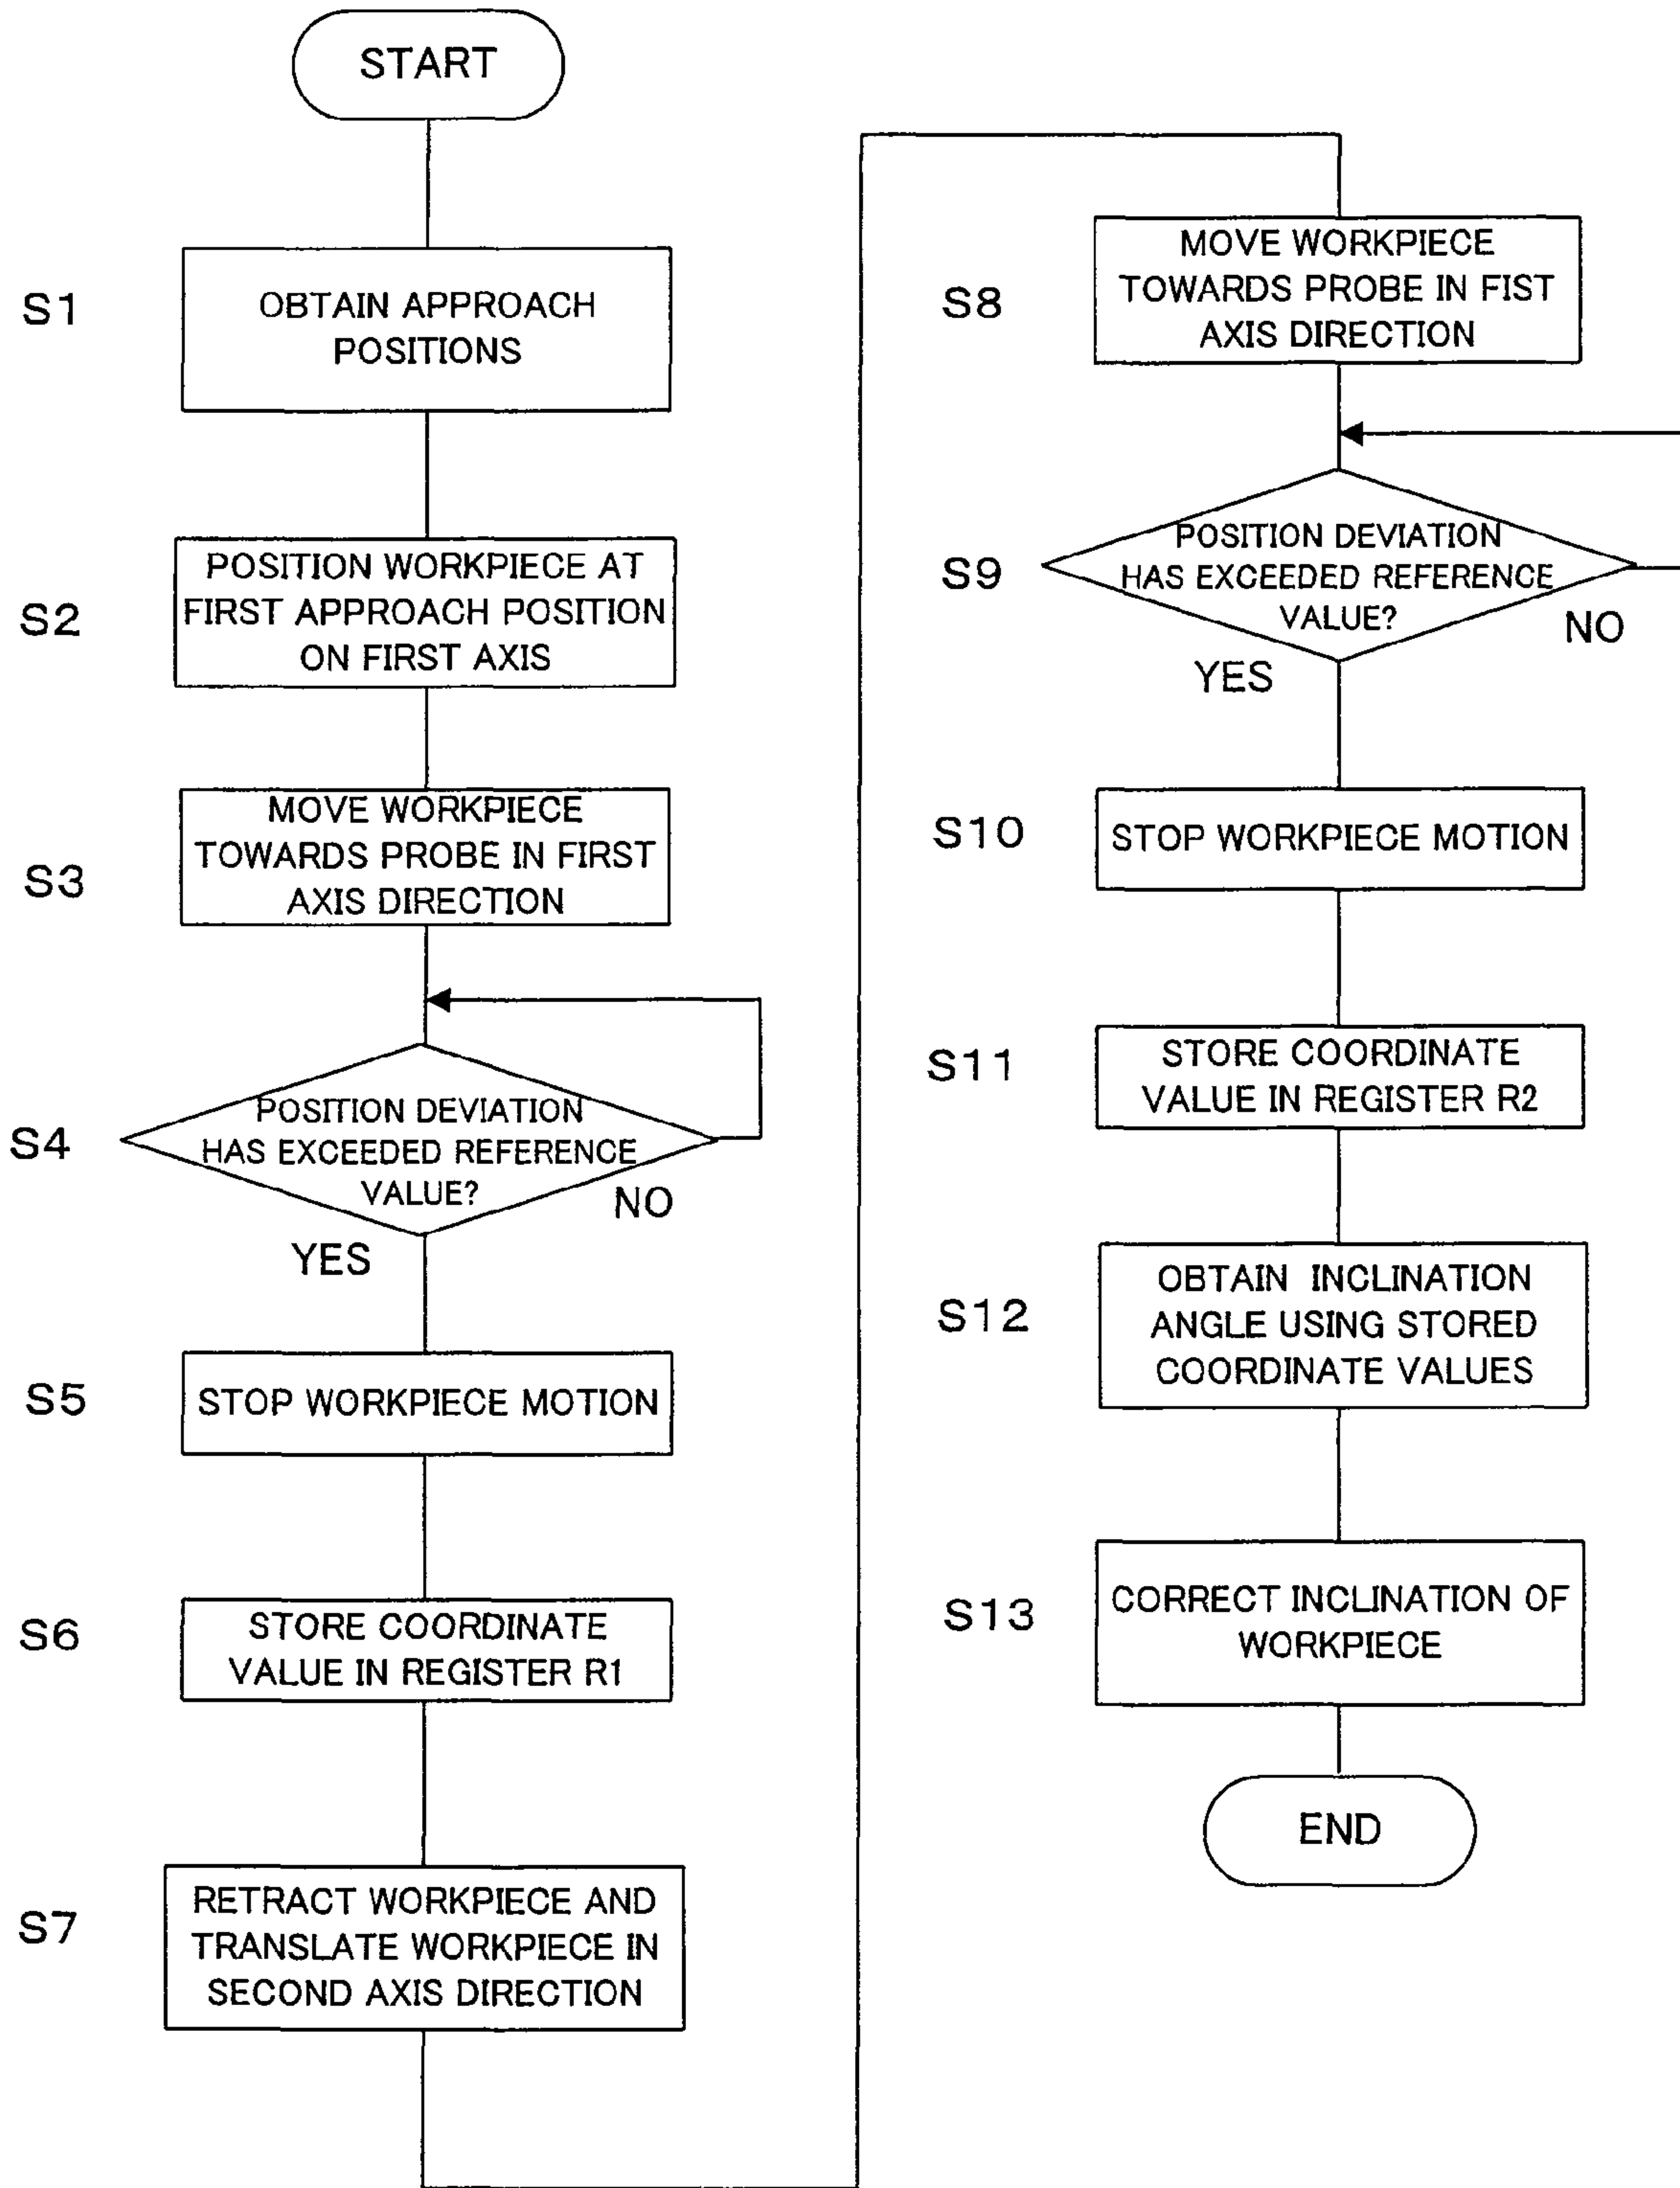 START
S1
OBTAIN APPROACH
POSITIONS
S2
POSITION WORKPIECE AT
FIRST APPROACH POSITION
ON FIRST AXIS
S3
MOVE WORKPIECE
TOWARDS PROBE IN FIRST
AXIS DIRECTION
S4
POSITION DEVIATION
HAS EXCEEDED REFERENCE
VALUE?
NO
YES
S5
STOP WORKPIECE MOTION
S6
STORE COORDINATE
VALUE IN REGISTER R1
S7
RETRACT WORKPIECE AND
TRANSLATE WORKPIECE IN
SECOND AXIS DIRECTION
S8
MOVE WORKPIECE
TOWARDS PROBE IN FIST
AXIS DIRECTION
S9
POSITION DEVIATION
HAS EXCEEDED REFERENCE
VALUE?
NO
YES
S10
STOP WORKPIECE MOTION
S11
STORE COORDINATE
VALUE IN REGISTER R2
S12
OBTAIN INCLINATION
ANGLE USING STORED
COORDINATE VALUES
S13
CORRECT INCLINATION OF
WORKPIECE
END